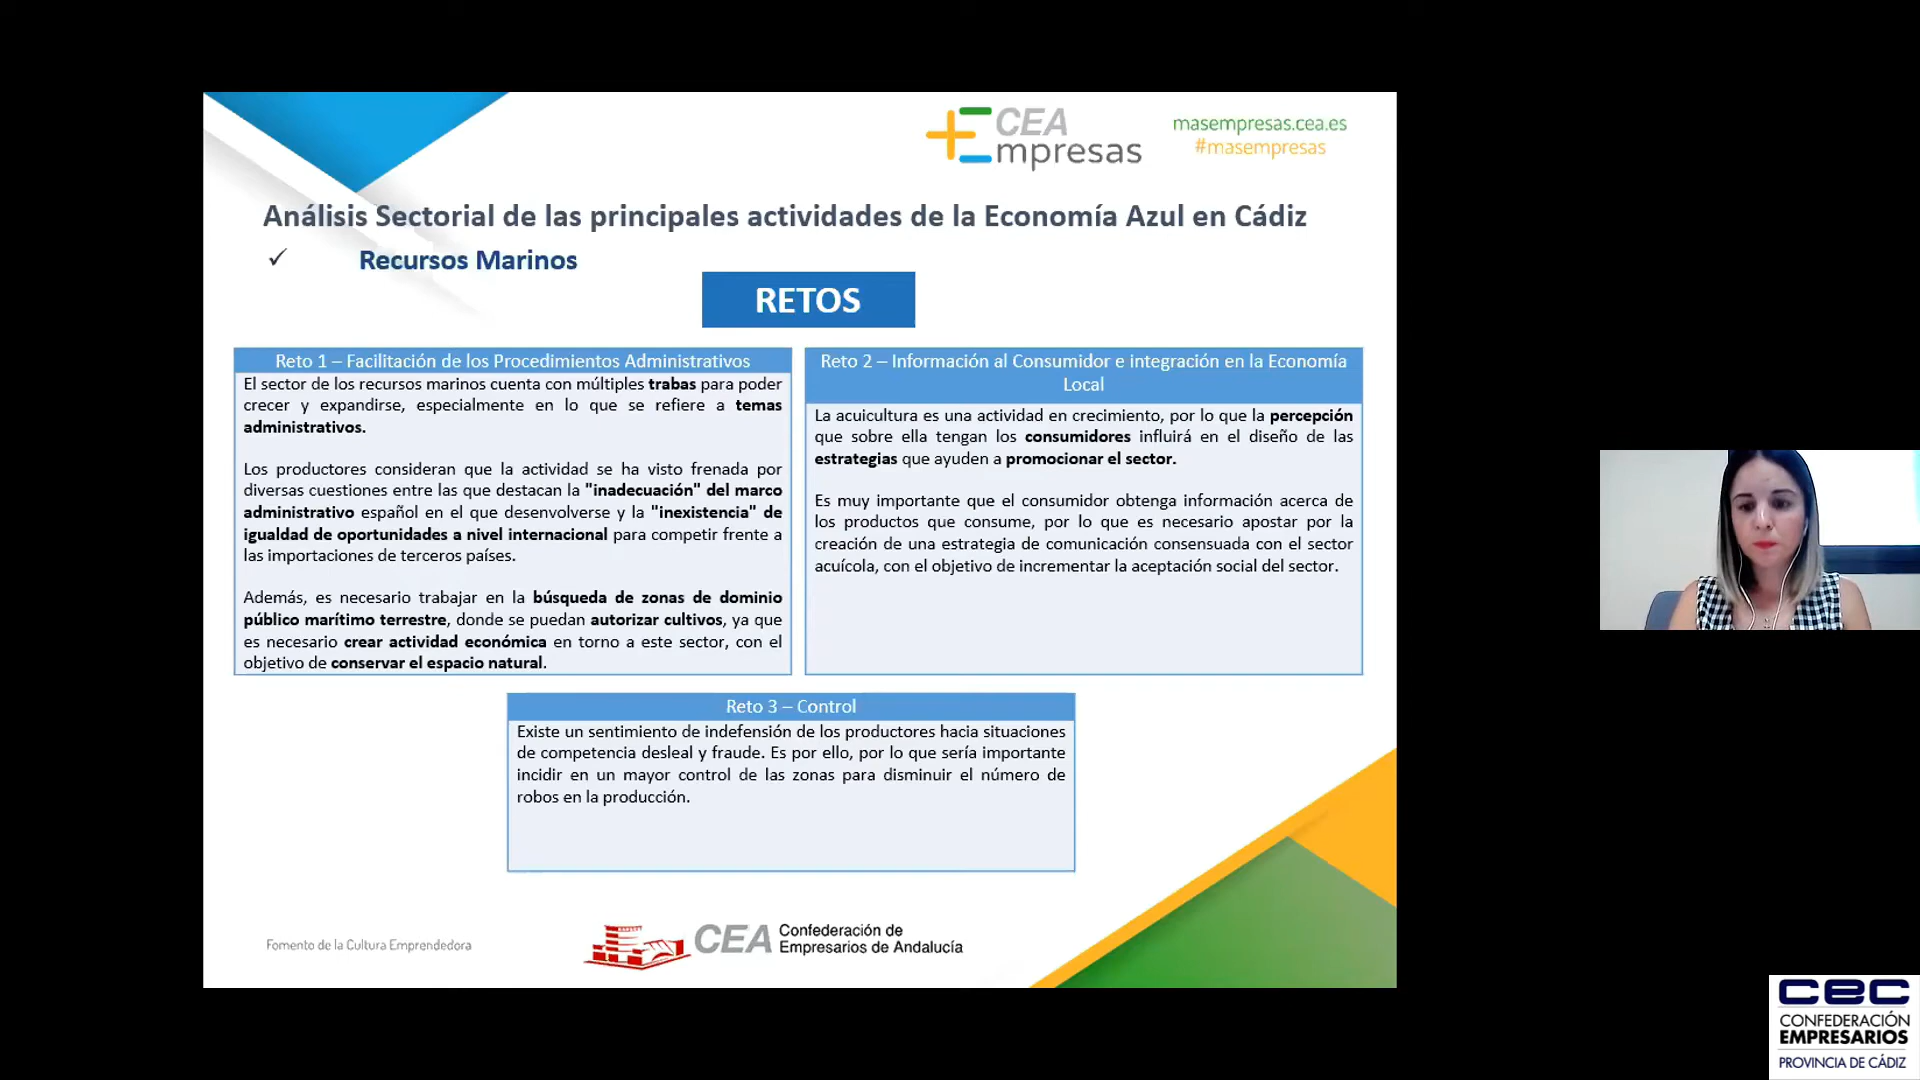 CEA
Empresas
masempresas.cea.es
#masempresas
Análisis Sectorial de las principales actividades de la Economía Azul en Cádiz
✓ Recursos Marinos
RETOS
Reto 1 – Facilitación de los Procedimientos Administrativos
El sector de los recursos marinos cuenta con múltiples trabas para poder
crecer y expandirse, especialmente en lo que se refiere a temas
administrativos.
Los productores consideran que la actividad se ha visto frenada por
diversas cuestiones entre las que destacan la "inadecuación" del marco
administrativo español en el que desenvolverse y la "inexistencia" de
igualdad de oportunidades a nivel internacional para competir frente a
las importaciones de terceros países.
Además, es necesario trabajar en la búsqueda de zonas de dominio
público marítimo terrestre, donde se puedan autorizar cultivos, ya que
es necesario crear actividad económica en torno a este sector, con el
objetivo de conservar el espacio natural.
Reto 2 – Información al Consumidor e integración en la Economía
Local
La acuicultura es una actividad en crecimiento, por lo que la percepción
que sobre ella tengan los consumidores influirá en el diseño de las
estrategias que ayuden a promocionar el sector.
Es muy importante que el consumidor obtenga información acerca de
los productos que consume, por lo que es necesario apostar por la
creación de una estrategia de comunicación consensuada con el sector
acuícola, con el objetivo de incrementar la aceptación social del sector.
Reto 3 – Control
Existe un sentimiento de indefensión de los productores hacia situaciones
de competencia desleal y fraude. Es por ello, por lo que sería importante
incidir en un mayor control de las zonas para disminuir el número de
robos en la producción.
Fomento de la Cultura Emprendedora
CEA
Confederación de
Empresarios de Andalucía
cec
CONFEDERACIÓN
EMPRESARIOS
PROVINCIA DE CÁDIZ